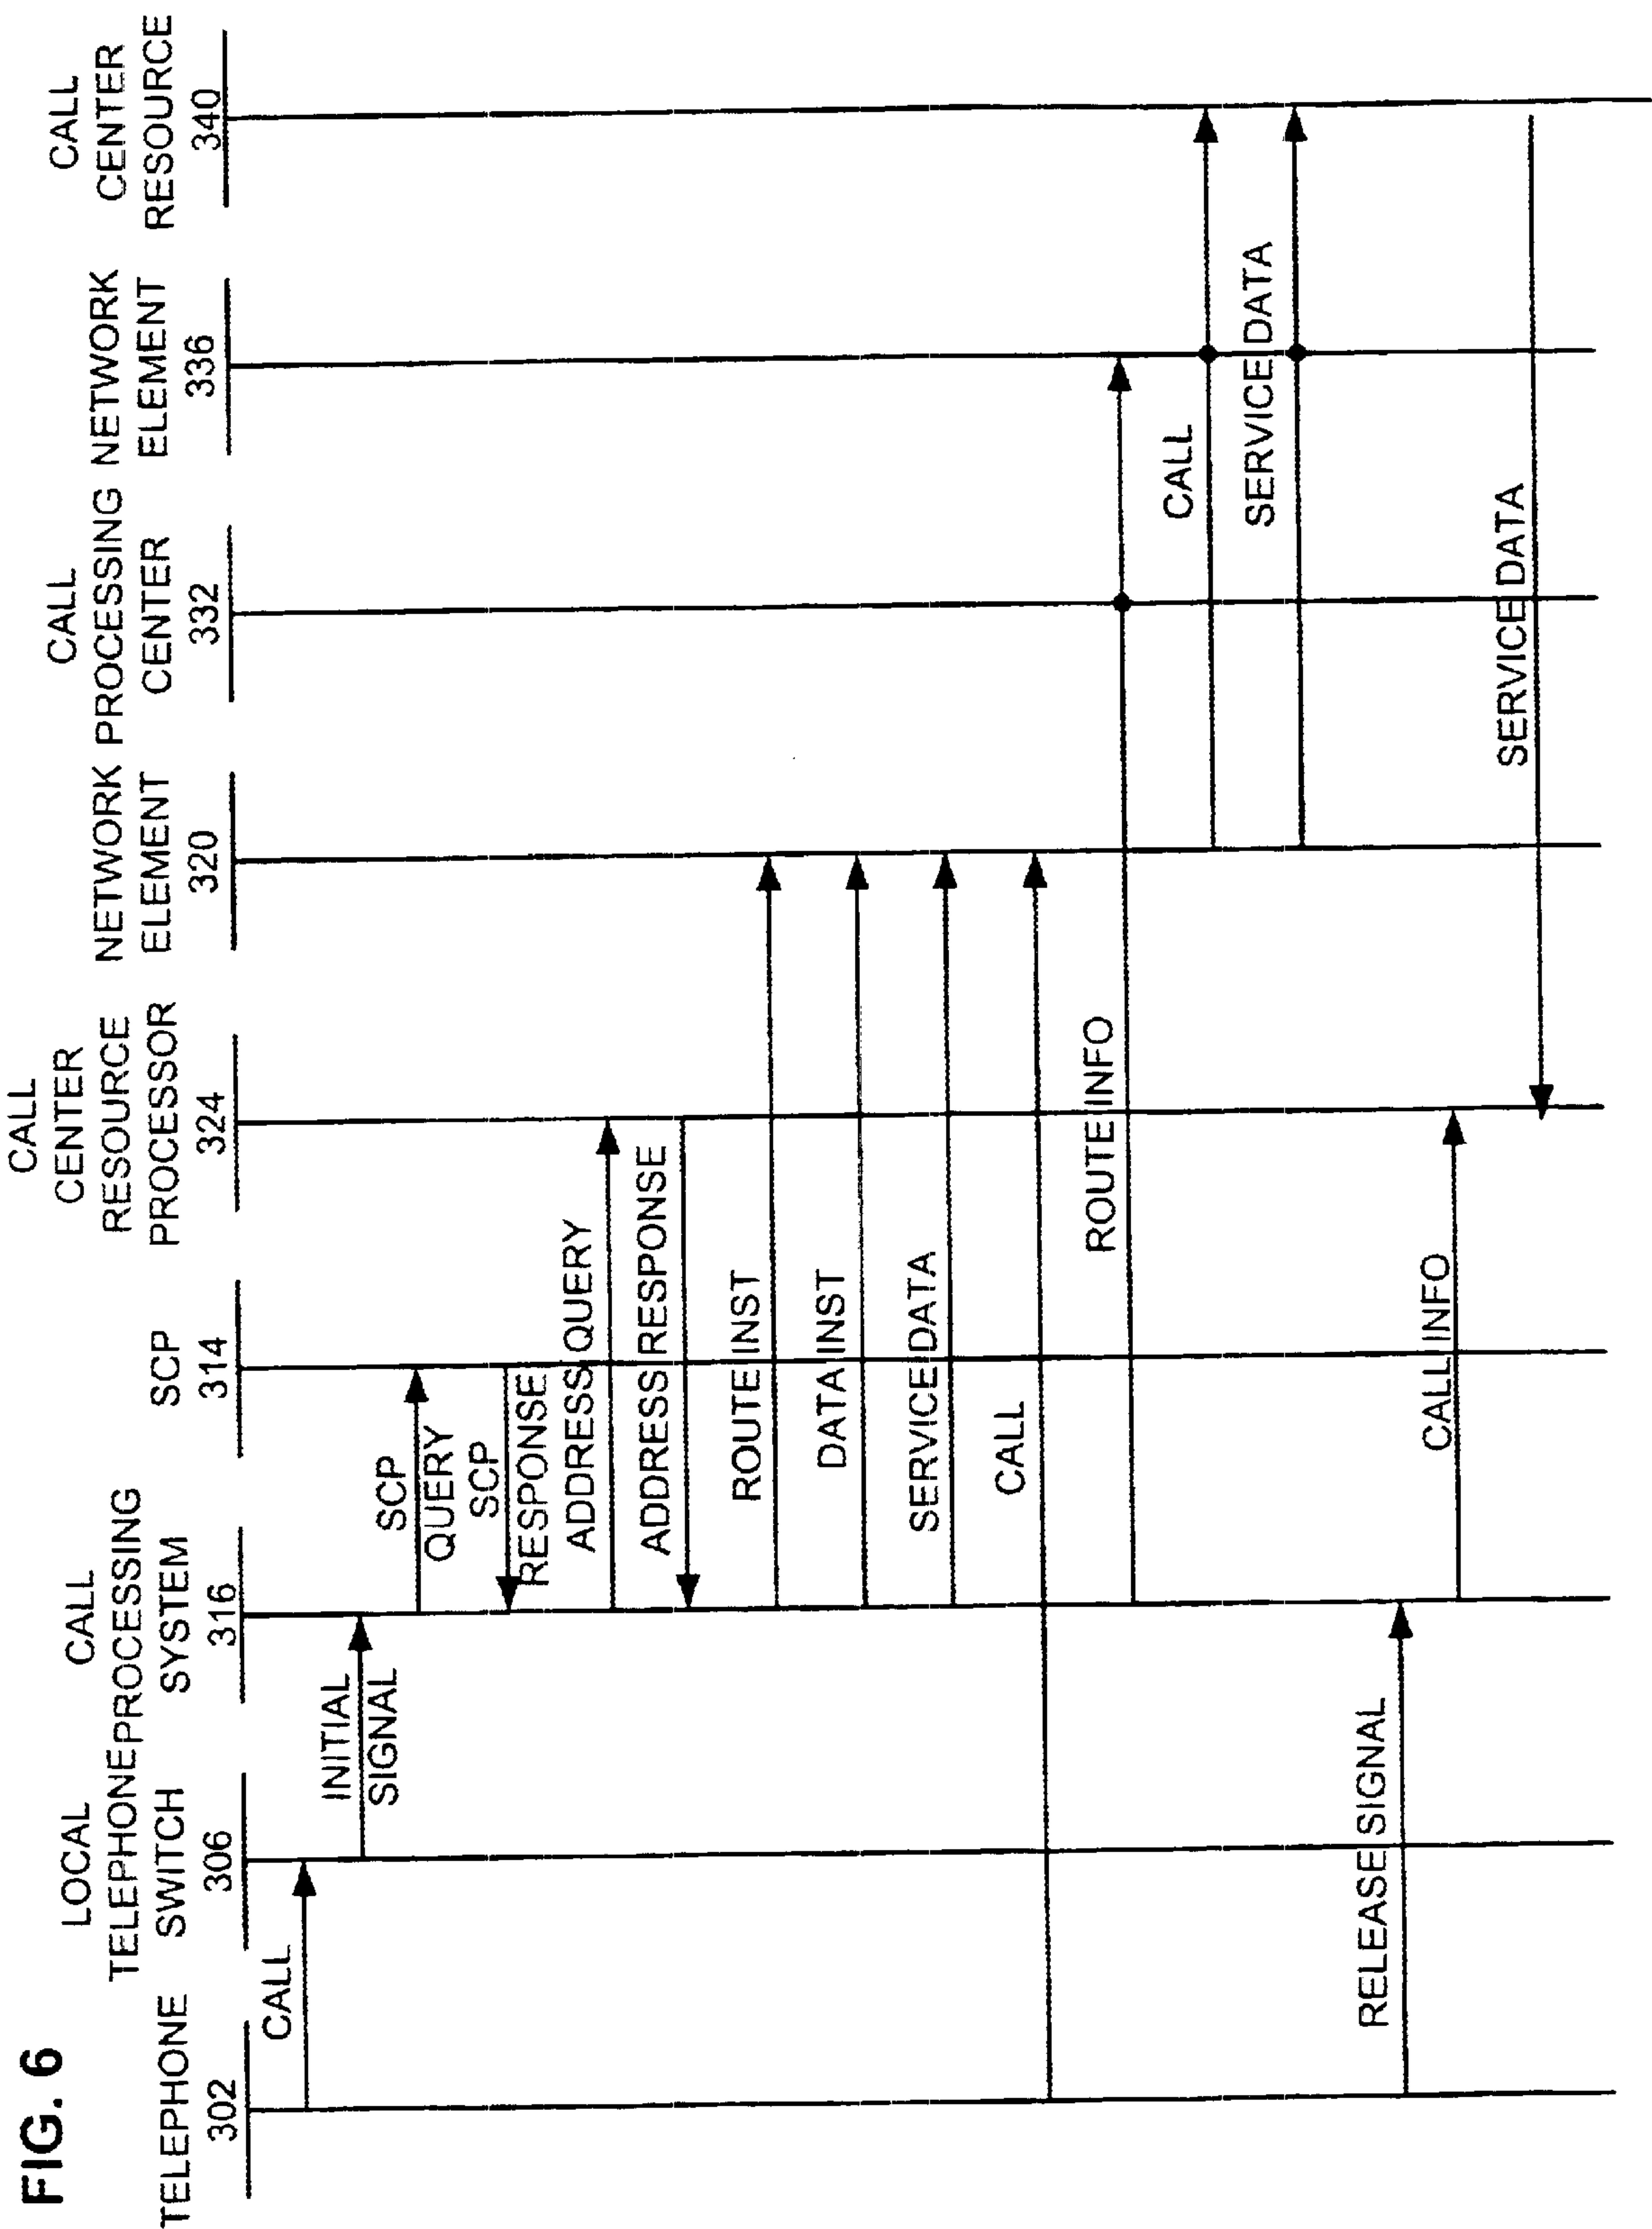 FIG. 6
TELEPHONE
302
LOCAL
TELEPHONE
SWITCH
306
CALL
PROCESSING
SYSTEM
316
SCP
314
CALL
CENTER
RESOURCE
PROCESSOR
324
NETWORK
ELEMENT
320
CALL
PROCESSING
CENTER
332
NETWORK
ELEMENT
336
CALL
CENTER
RESOURCE
340
CALL
INITIAL
SIGNAL
SCP
QUERY
SCP
RESPONSE
ADDRESS QUERY
ADDRESS RESPONSE
ROUTE INST
DATA INST
SERVICE DATA
CALL
ROUTE INFO
CALL
SERVICE DATA
RELEASE SIGNAL
CALL INFO
SERVICE DATA